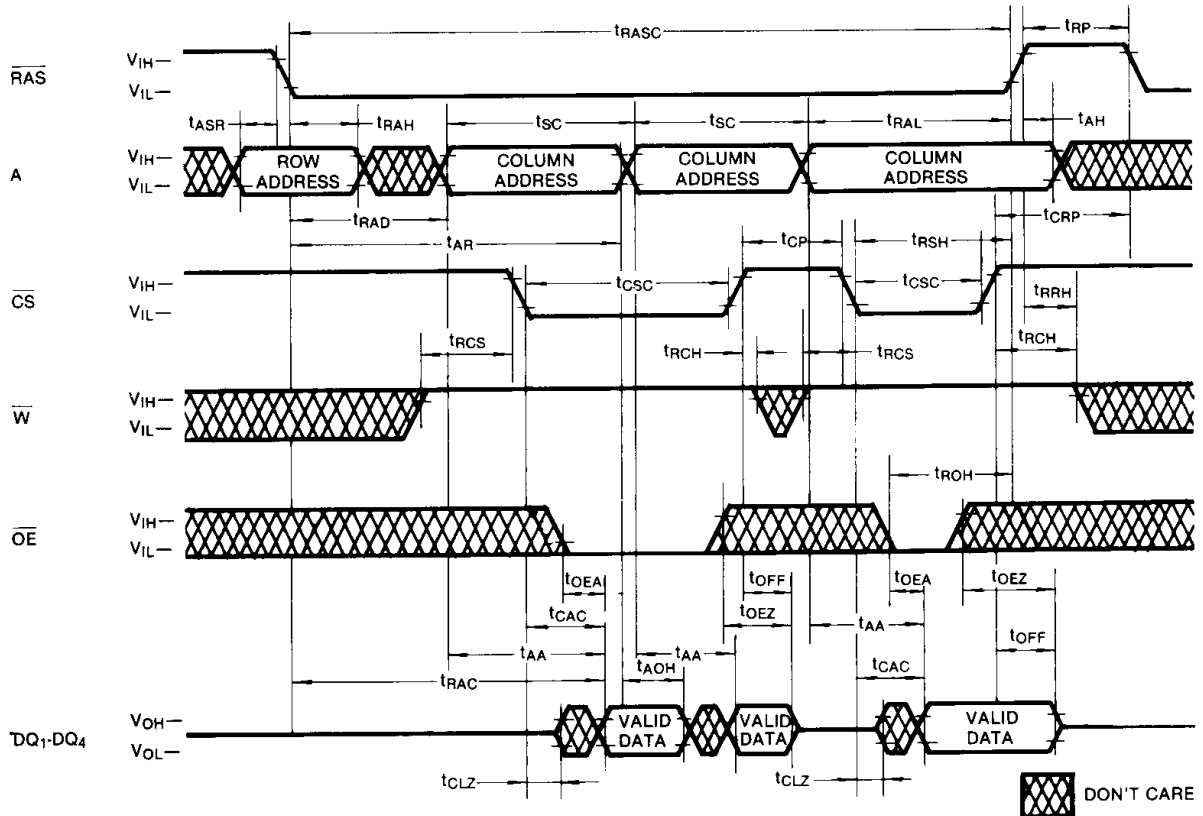 tRASC
tRP
RAS
VIH
VIL
tASR
tRAH
tSC
tSC
tRAL
tAH
A
VIH
VIL
ROW
ADDRESS
COLUMN
ADDRESS
COLUMN
ADDRESS
COLUMN
ADDRESS
tRAD
tCRP
tAR
tCP
tRSH
CS
VIH
VIL
tCSC
tCSC
tRRH
tRCS
tRCH
tRCS
tRCH
W
VIH
VIL
tROH
OE
VIH
VIL
tOEA
tOFF
tOEA
tOEZ
tCAC
tOEZ
tAA
tAA
tAA
tOFF
tRAC
tAOH
tCAC
DQ1-DQ4
VOH
VOL
VALID
DATA
VALID
DATA
VALID
DATA
tCLZ
tCLZ
DON'T CARE